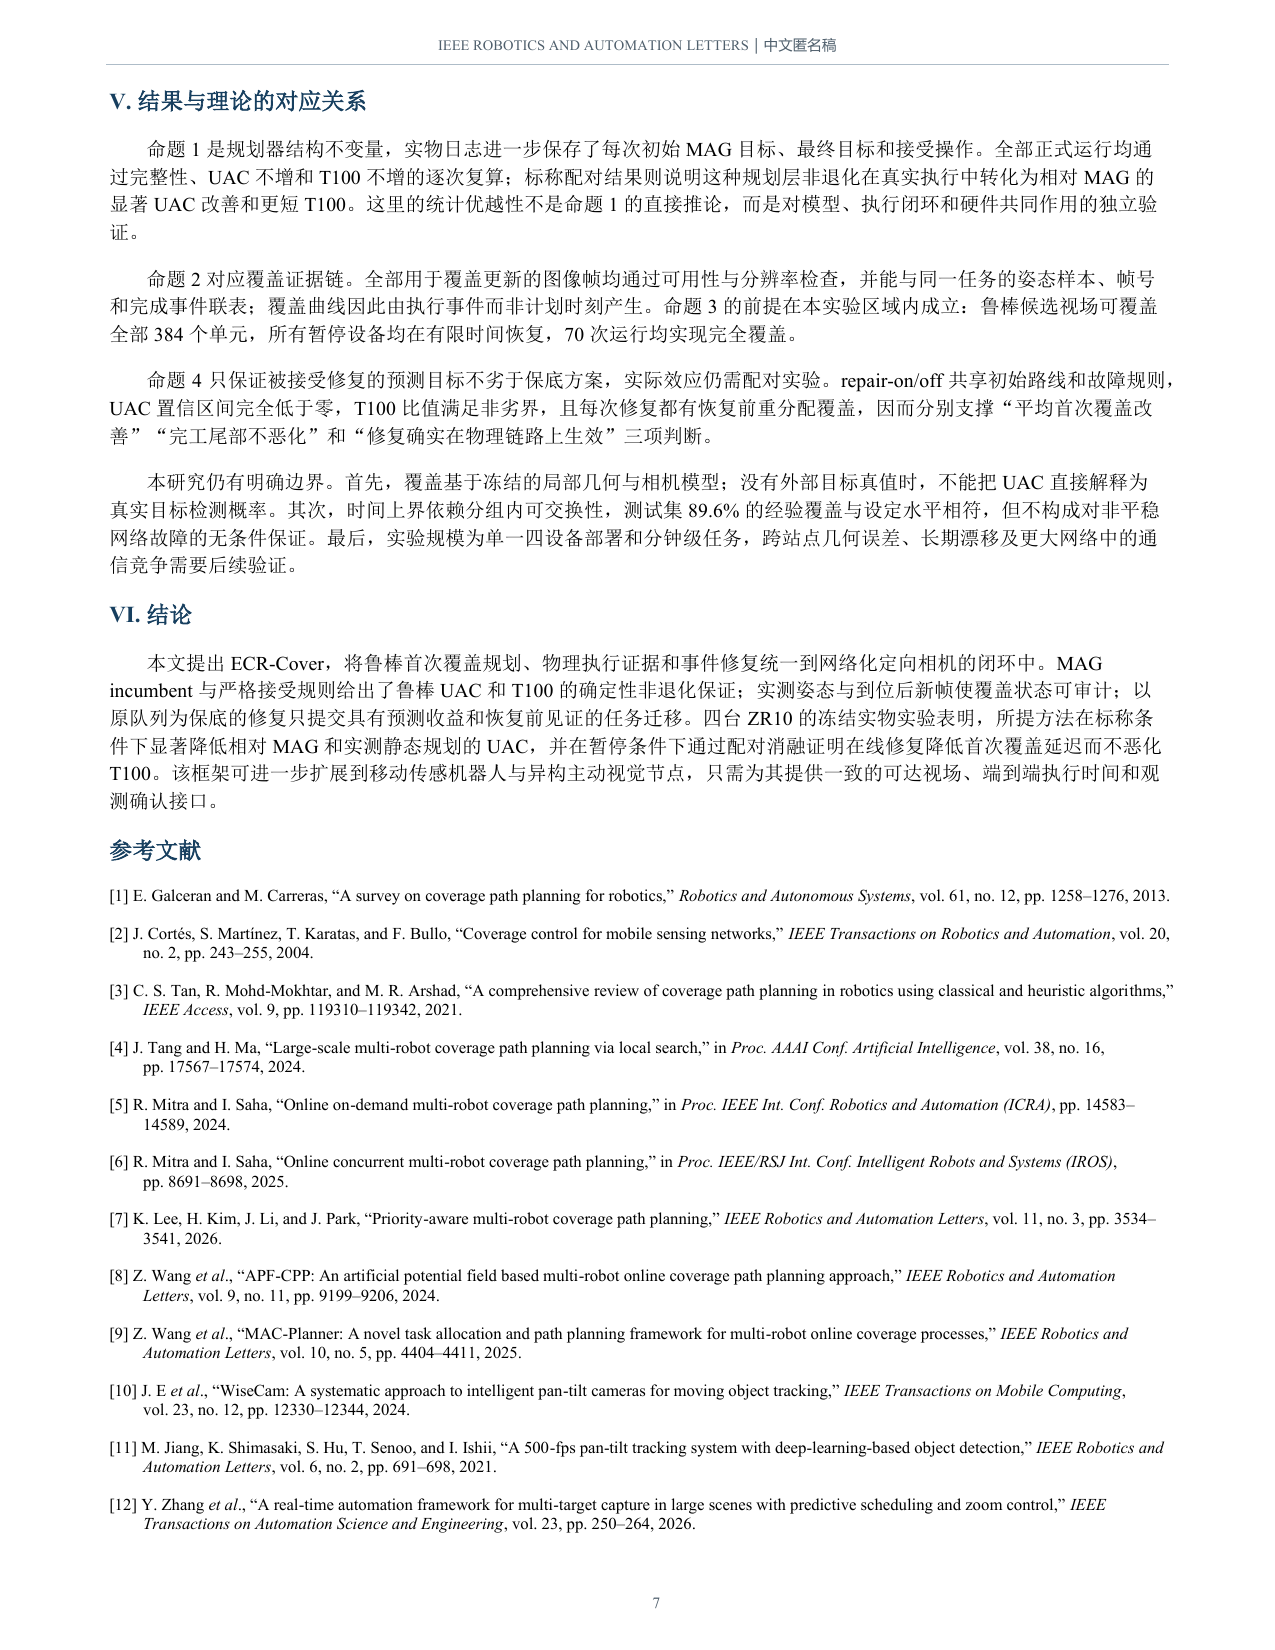 IEEE ROBOTICS AND AUTOMATION LETTERS | 中文匿名稿
V. 结果与理论的对应关系
命题 1 是规划器结构不变量，实物日志进一步保存了每次初始 MAG 目标、最终目标和接受操作。全部正式运行均通
过完整性、UAC 不增和 T100 不增的逐次复算；标称配对结果则说明这种规划层非退化在真实执行中转化为相对 MAG 的
显著 UAC 改善和更短 T100。这里的统计优越性不是命题 1 的直接推论，而是对模型、执行闭环和硬件共同作用的独立验
证。
命题 2 对应覆盖证据链。全部用于覆盖更新的图像帧均通过可用性与分辨率检查，并能与同一任务的姿态样本、帧号
和完成事件联表；覆盖曲线因此由执行事件而非计划时刻产生。命题 3 的前提在本实验区域内成立：鲁棒候选视场可覆盖
全部 384 个单元，所有暂停设备均在有限时间恢复，70 次运行均实现完全覆盖。
命题 4 只保证被接受修复的预测目标不劣于保底方案，实际效应仍需配对实验。repair-on/off 共享初始路线和故障规则，
UAC 置信区间完全低于零，T100 比值满足非劣界，且每次修复都有恢复前重分配覆盖，因而分别支撑“平均首次覆盖改
善”“完工尾部不恶化”和“修复确实在物理链路上生效”三项判断。
本研究仍有明确边界。首先，覆盖基于冻结的局部几何与相机模型；没有外部目标真值时，不能把 UAC 直接解释为
真实目标检测概率。其次，时间上界依赖分组内可交换性，测试集 89.6% 的经验覆盖与设定水平相符，但不构成对非平稳
网络故障的无条件保证。最后，实验规模为单一四设备部署和分钟级任务，跨站点几何误差、长期漂移及更大网络中的通
信竞争需要后续验证。
VI. 结论
本文提出 ECR-Cover，将鲁棒首次覆盖规划、物理执行证据和事件修复统一到网络化定向相机的闭环中。MAG
incumbent 与严格接受规则给出了鲁棒 UAC 和 T100 的确定性非退化保证；实测姿态与到位后新帧使覆盖状态可审计；以
原队列为保底的修复只提交具有预测收益和恢复前见证的任务迁移。四台 ZR10 的冻结实物实验表明，所提方法在标称条
件下显著降低相对 MAG 和实测静态规划的 UAC，并在暂停条件下通过配对消融证明在线修复降低首次覆盖延迟而不恶化
T100。该框架可进一步扩展到移动传感机器人与异构主动视觉节点，只需为其提供一致的可达视场、端到端执行时间和观
测确认接口。
参考文献
[1] E. Galceran and M. Carreras, “A survey on coverage path planning for robotics,” Robotics and Autonomous Systems, vol. 61, no. 12, pp. 1258–1276, 2013.
[2] J. Cortés, S. Martínez, T. Karatas, and F. Bullo, “Coverage control for mobile sensing networks,” IEEE Transactions on Robotics and Automation, vol. 20,
no. 2, pp. 243–255, 2004.
[3] C. S. Tan, R. Mohd-Mokhtar, and M. R. Arshad, “A comprehensive review of coverage path planning in robotics using classical and heuristic algorithms,”
IEEE Access, vol. 9, pp. 119310–119342, 2021.
[4] J. Tang and H. Ma, “Large-scale multi-robot coverage path planning via local search,” in Proc. AAAI Conf. Artificial Intelligence, vol. 38, no. 16,
pp. 17567–17574, 2024.
[5] R. Mitra and I. Saha, “Online on-demand multi-robot coverage path planning,” in Proc. IEEE Int. Conf. Robotics and Automation (ICRA), pp. 14583–
14589, 2024.
[6] R. Mitra and I. Saha, “Online concurrent multi-robot coverage path planning,” in Proc. IEEE/RSJ Int. Conf. Intelligent Robots and Systems (IROS),
pp. 8691–8698, 2025.
[7] K. Lee, H. Kim, J. Li, and J. Park, “Priority-aware multi-robot coverage path planning,” IEEE Robotics and Automation Letters, vol. 11, no. 3, pp. 3534–
3541, 2026.
[8] Z. Wang et al., “APF-CPP: An artificial potential field based multi-robot online coverage path planning approach,” IEEE Robotics and Automation
Letters, vol. 9, no. 11, pp. 9199–9206, 2024.
[9] Z. Wang et al., “MAC-Planner: A novel task allocation and path planning framework for multi-robot online coverage processes,” IEEE Robotics and
Automation Letters, vol. 10, no. 5, pp. 4404–4411, 2025.
[10] J. E et al., “WiseCam: A systematic approach to intelligent pan-tilt cameras for moving object tracking,” IEEE Transactions on Mobile Computing,
vol. 23, no. 12, pp. 12330–12344, 2024.
[11] M. Jiang, K. Shimasaki, S. Hu, T. Senoo, and I. Ishii, “A 500-fps pan-tilt tracking system with deep-learning-based object detection,” IEEE Robotics and
Automation Letters, vol. 6, no. 2, pp. 691–698, 2021.
[12] Y. Zhang et al., “A real-time automation framework for multi-target capture in large scenes with predictive scheduling and zoom control,” IEEE
Transactions on Automation Science and Engineering, vol. 23, pp. 250–264, 2026.
7